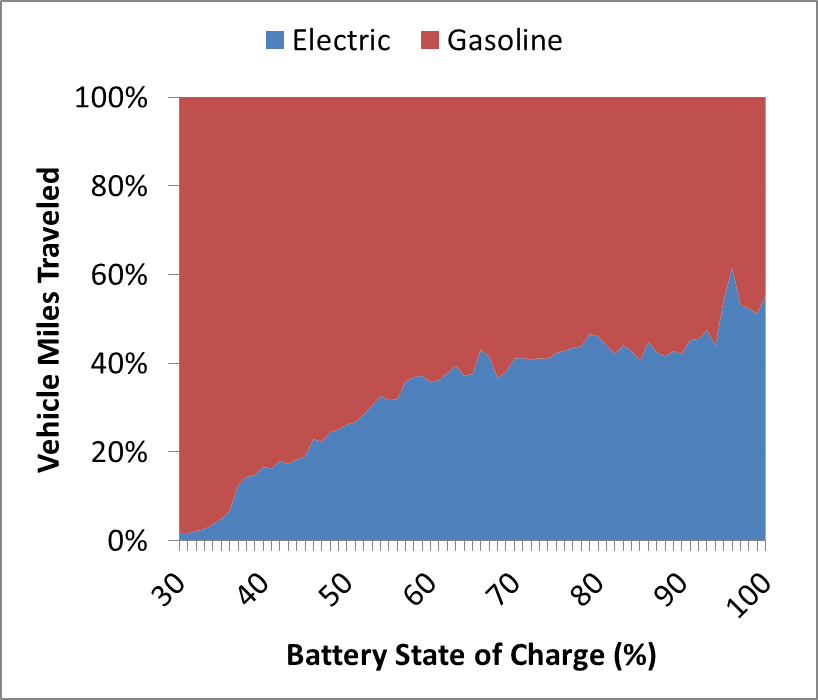 Electric Gasoline
100%
80%
60%
40%
20%
0%
Vehicle Miles Traveled
30 40 50 60 70 80 90 100
Battery State of Charge (%)